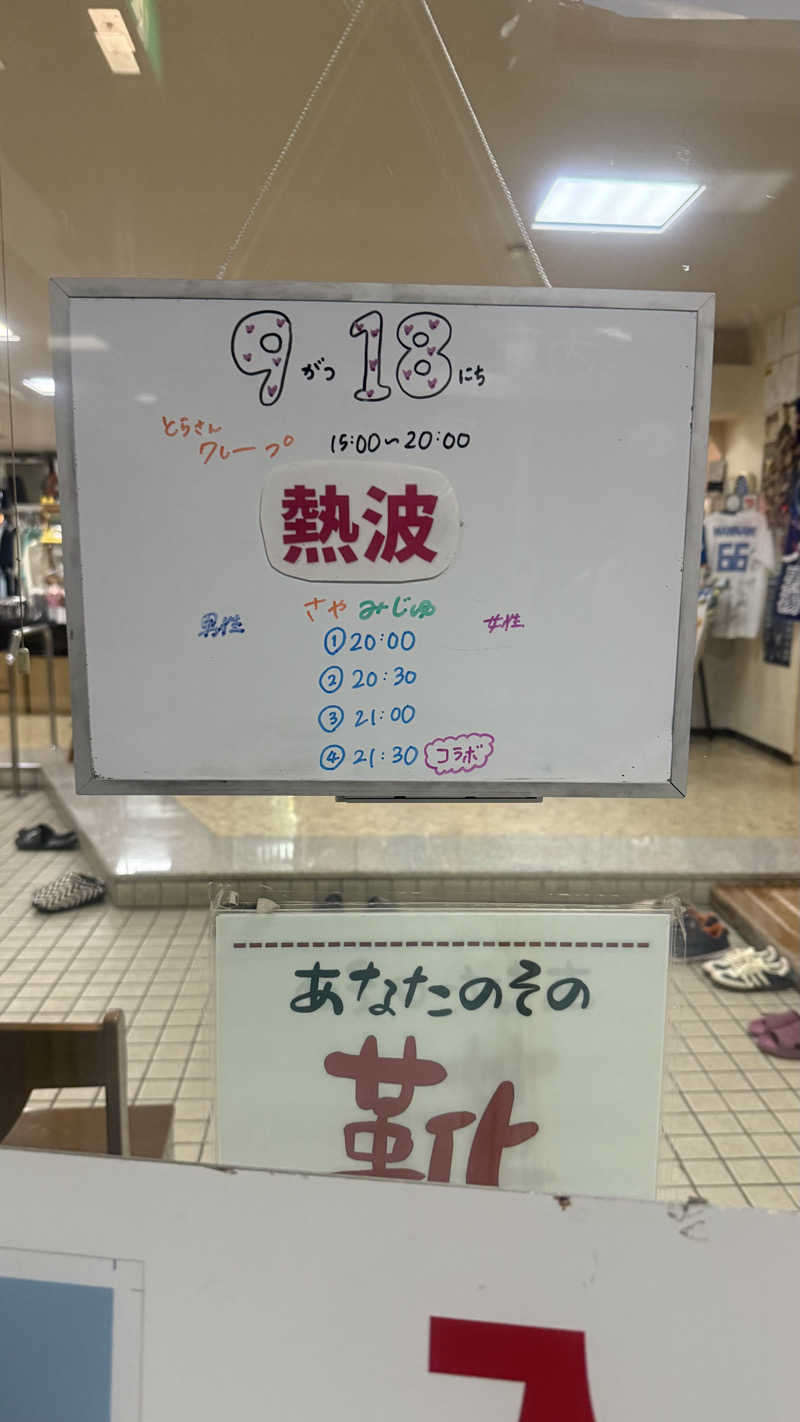 9がつ18にち
とらさん
クレープ 15:00~20:00
熱波
男性 さや みじゅ 女性
①20:00
②20:30
③21:00
④21:30 コラボ
あなたのその
靴
66